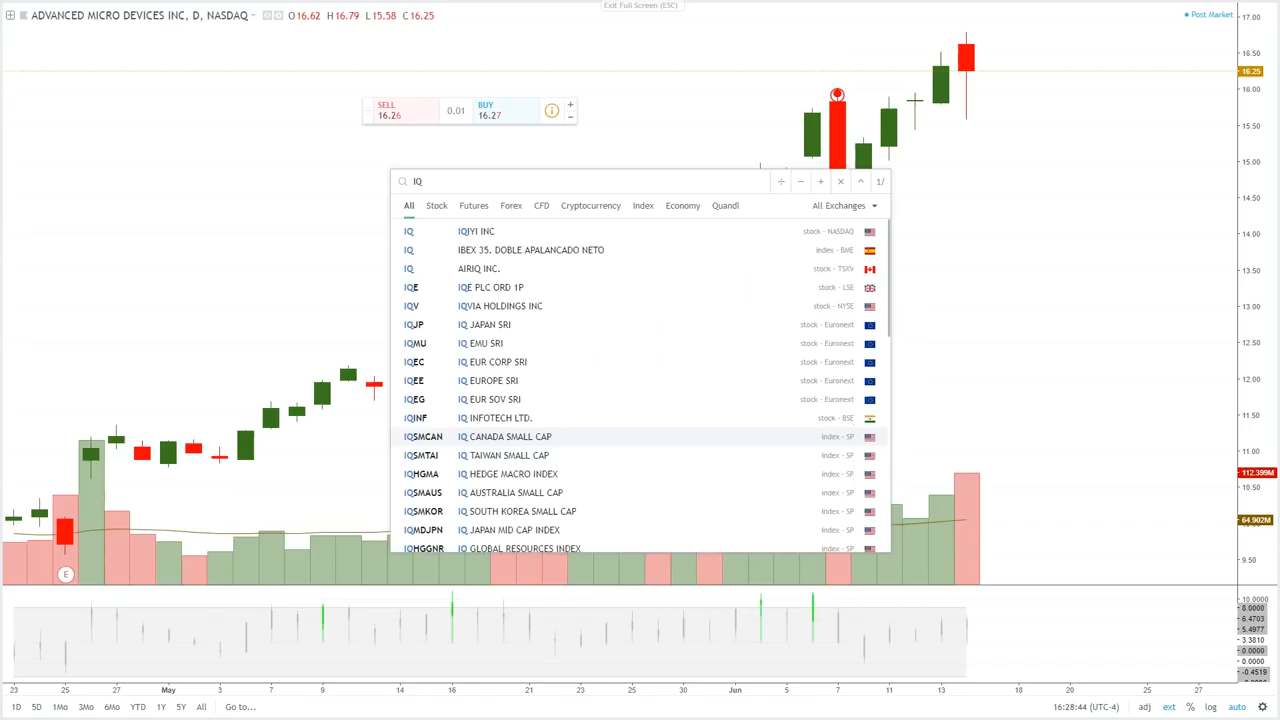 Exit Full Screen (ESC)
ADVANCED MICRO DEVICES INC, D, NASDAQ O16.62 H16.79 L15.58 C16.25
Post Market
SELL 16.26
0.01
BUY 16.27
+
−
IQ ÷ − + × 1/
All Stock Futures Forex CFD Cryptocurrency Index Economy Quandl All Exchanges
IQ IQIYI INC stock - NASDAQ
IQ IBEX 35. DOBLE APALANCADO NETO index - BME
IQ AIRIQ INC. stock - TSXV
IQE IQE PLC ORD 1P stock - LSE
IQV IQVIA HOLDINGS INC stock - NYSE
IQJP IQ JAPAN SRI stock - Euronext
IQMU IQ EMU SRI stock - Euronext
IQEC IQ EUR CORP SRI stock - Euronext
IQEE IQ EUROPE SRI stock - Euronext
IQEG IQ EUR SOV SRI stock - Euronext
IQINF IQ INFOTECH LTD. stock - BSE
IQSMCAN IQ CANADA SMALL CAP index - SP
IQSMTAI IQ TAIWAN SMALL CAP index - SP
IQHGMA IQ HEDGE MACRO INDEX index - SP
IQSMAUS IQ AUSTRALIA SMALL CAP index - SP
IQSMKOR IQ SOUTH KOREA SMALL CAP index - SP
IQMDJPN IQ JAPAN MID CAP INDEX index - SP
IQHGGNR IQ GLOBAL RESOURCES INDEX index - SP
17.00
16.50
16.25
16.00
15.50
15.00
14.50
14.00
13.50
13.00
12.50
12.00
11.50
11.00
112.399M
10.50
64.902M
9.50
E
10.0000
8.0000
6.4703
5.4977
3.3810
0.0000
0.0000
-0.4519
23 25 27 May 3 7 9 14 16 21 23 28 30 Jun 5 7 11 13 18 20 25 27
1D 5D 1Mo 3Mo 6Mo YTD 1Y 5Y All Go to... 16:28:44 (UTC-4) adj ext % log auto